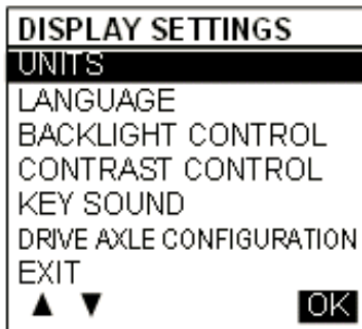 DISPLAY SETTINGS
UNITS
LANGUAGE
BACKLIGHT CONTROL
CONTRAST CONTROL
KEY SOUND
DRIVE AXLE CONFIGURATION
EXIT
▲ ▼ OK